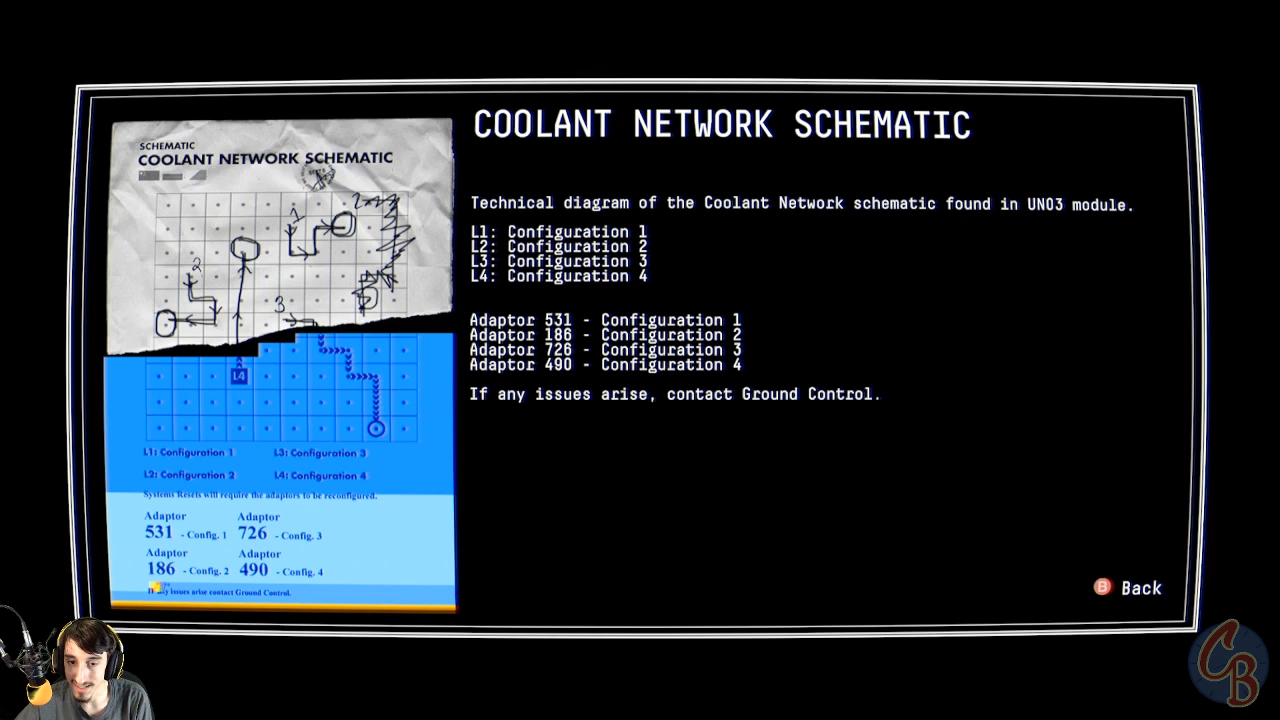 COOLANT NETWORK SCHEMATIC
SCHEMATIC
COOLANT NETWORK SCHEMATIC
2
1
2
3
L4
L1: Configuration 1 L3: Configuration 3
L2: Configuration 2 L4: Configuration 4
Systems Resets will require the adaptors to be reconfigured.
Adaptor Adaptor
531 - Config. 1 726 - Config. 3
Adaptor Adaptor
186 - Config. 2 490 - Config. 4
If any issues arise contact Ground Control.
Technical diagram of the Coolant Network schematic found in UNO3 module.
L1: Configuration 1
L2: Configuration 2
L3: Configuration 3
L4: Configuration 4
Adaptor 531 - Configuration 1
Adaptor 186 - Configuration 2
Adaptor 726 - Configuration 3
Adaptor 490 - Configuration 4
If any issues arise, contact Ground Control.
B Back
CB